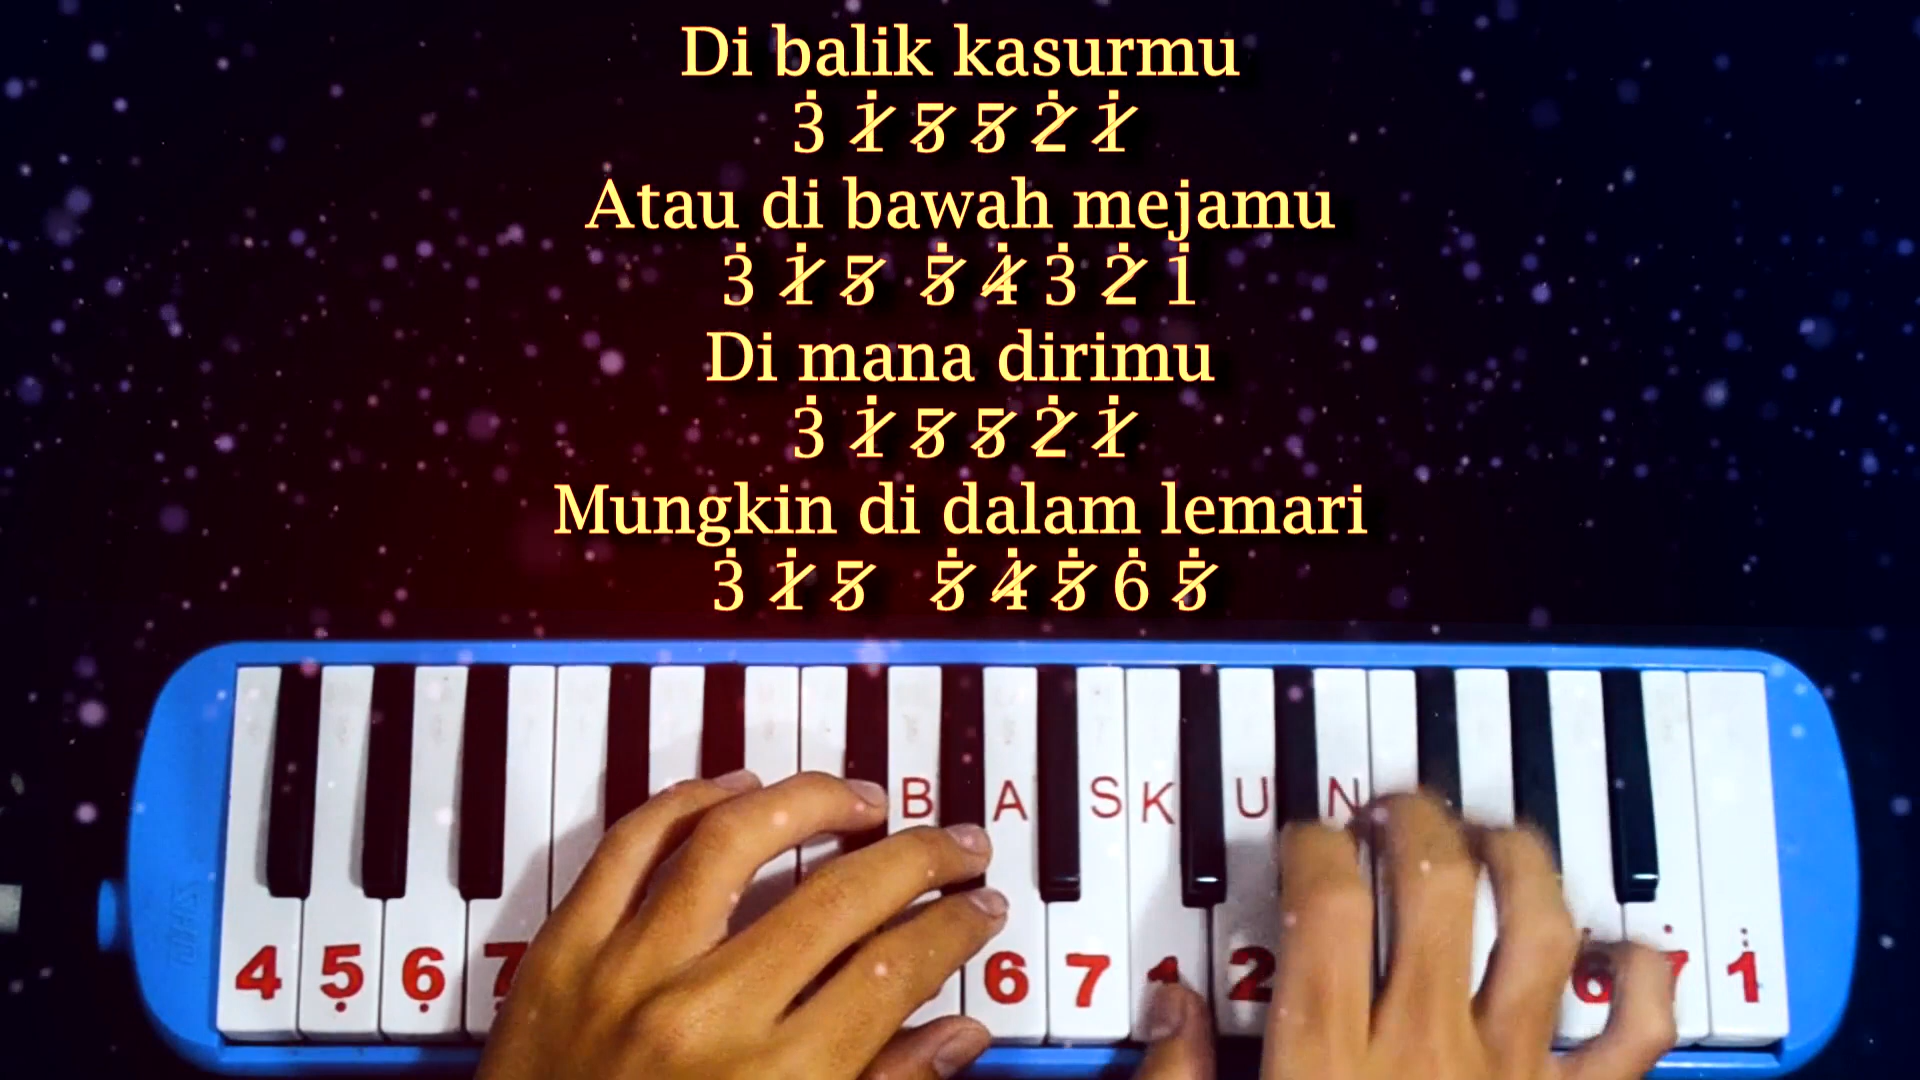 Di balik kasurmu
3̇ 1̸̇ 5̸ 5̸ 2̸̇ 1̸̇
Atau di bawah mejamu
3̇ 1̸̇ 5̸ 5̸̇ 4̸̇ 3̇ 2̸̇ 1̇
Di mana dirimu
3̇ 1̸̇ 5̸ 5̸ 2̸̇ 1̸̇
Mungkin di dalam lemari
3̇ 1̸̇ 5̸ 5̸̇ 4̸̇ 5̸̇ 6̇ 5̸̇
B A S K U N
4 5̣ 6̣ 7̣ 6 7 1 2 6̇ 7̇ 1̇